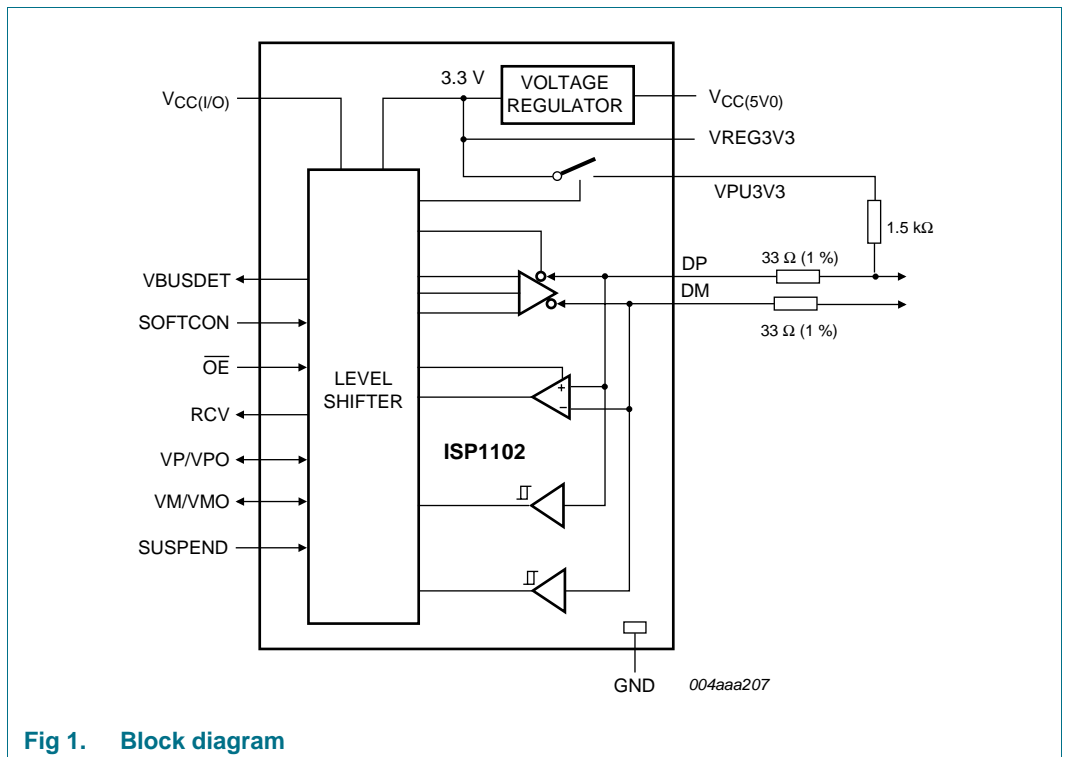 3.3 V
VOLTAGE
REGULATOR
VCC(I/O)
VCC(5V0)
VREG3V3
VPU3V3
1.5 kΩ
33 Ω (1 %)
DP
DM
33 Ω (1 %)
VBUSDET
SOFTCON
OE
RCV
VP/VPO
VM/VMO
SUSPEND
LEVEL
SHIFTER
+
−
ISP1102
GND
004aaa207
Fig 1. Block diagram